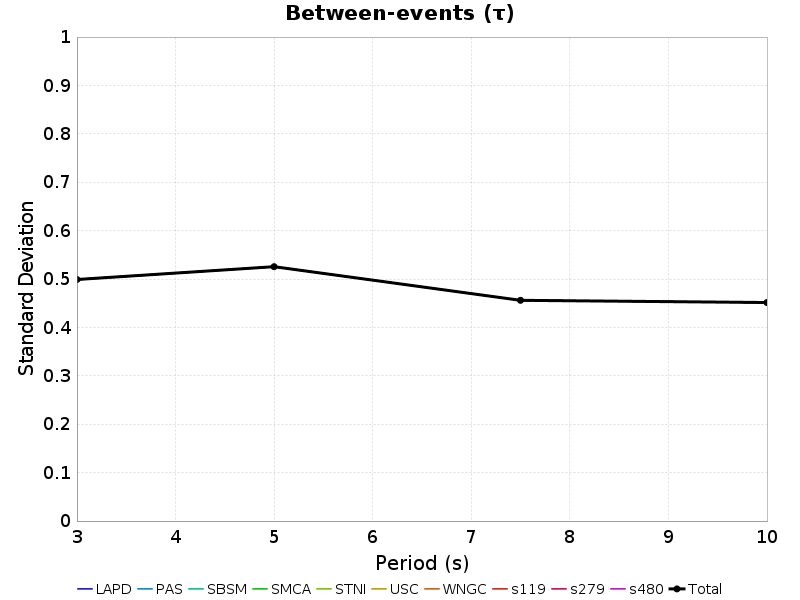 Between-events (τ)
1
0.9
0.8
0.7
0.6
0.5
0.4
0.3
0.2
0.1
0
Standard Deviation
3 4 5 6 7 8 9 10
Period (s)
LAPD PAS SBSM SMCA STNI USC WNGC s119 s279 s480 Total